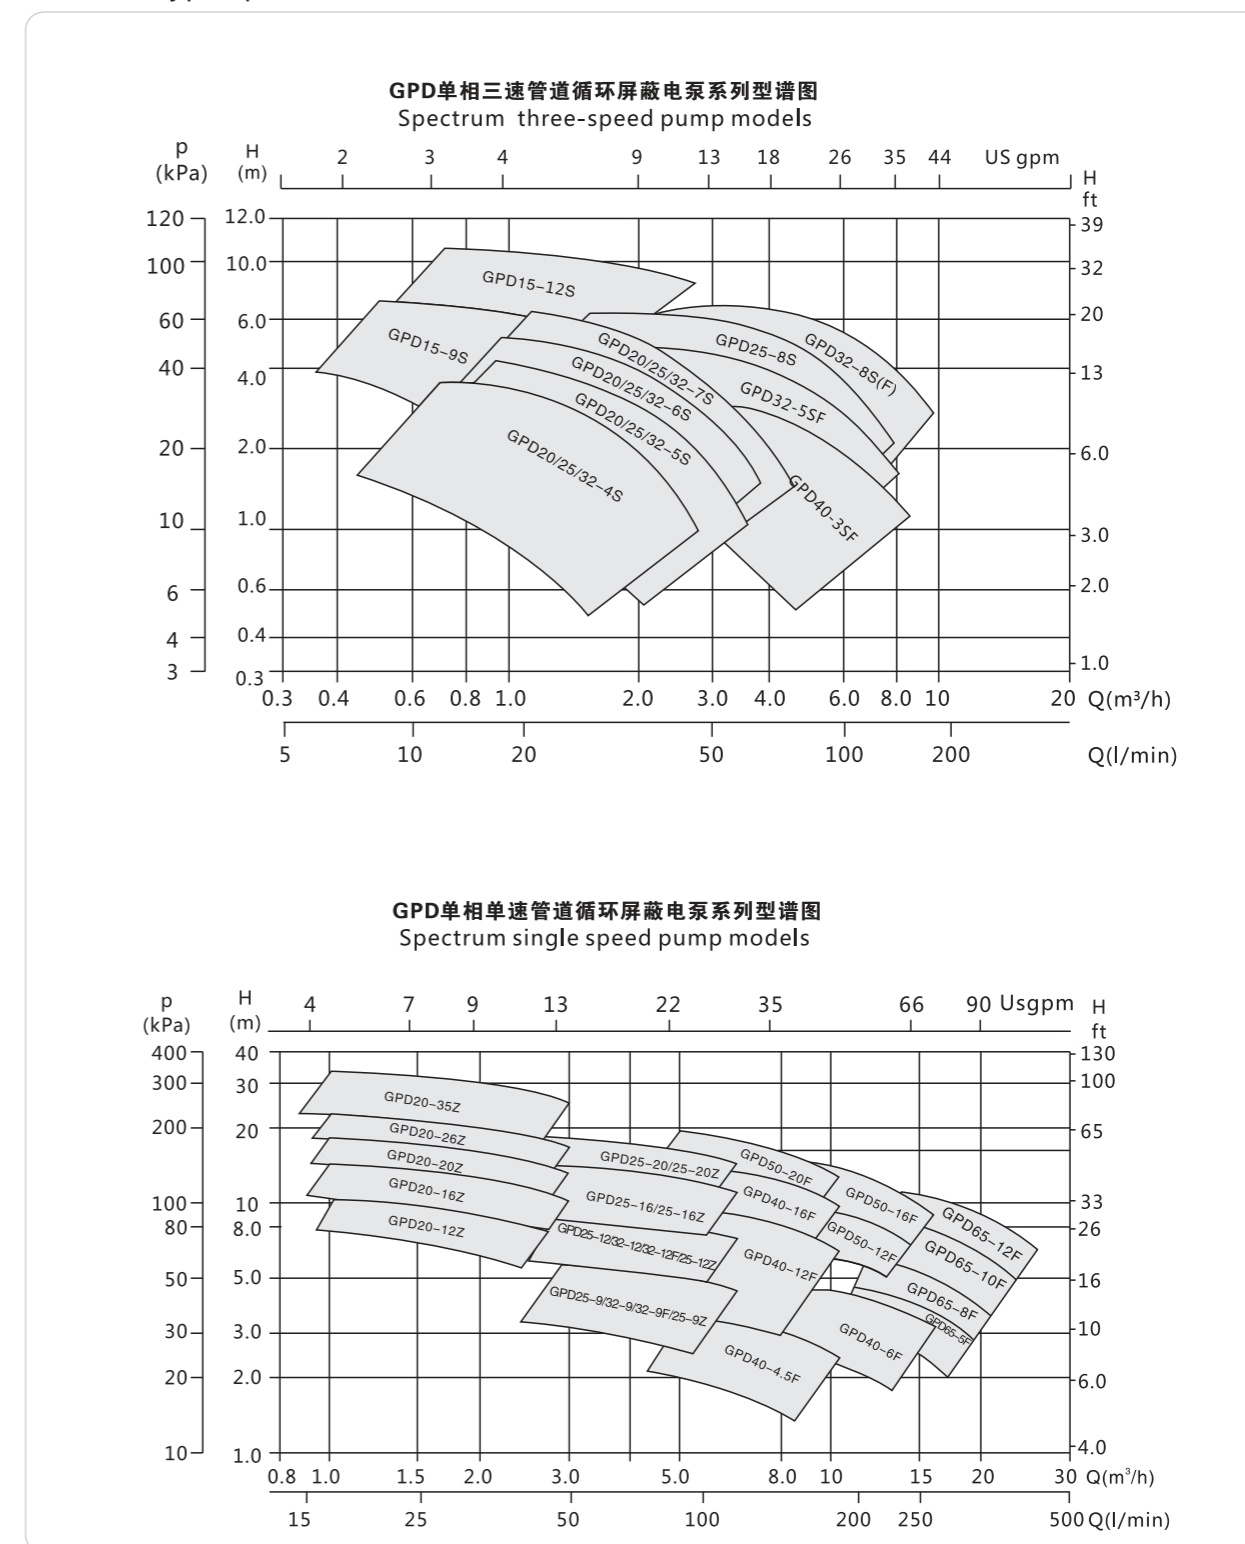 GPD单相三速管道循环屏蔽电泵系列型谱图
Spectrum three-speed pump models
p
(kPa)
H
(m)
2 3 4 9 13 18 26 35 44 US gpm
H
ft
120 12.0 39
100 10.0 32
60 6.0 20
40 4.0 13
20 2.0 6.0
10 1.0 3.0
6 0.6 2.0
4 0.4 1.0
3 0.3
GPD15-12S
GPD15-9S
GPD20/25/32-7S
GPD25-8S
GPD32-8S(F)
GPD20/25/32-6S
GPD32-5SF
GPD20/25/32-5S
GPD20/25/32-4S
GPD40-3SF
0.3 0.4 0.6 0.8 1.0 2.0 3.0 4.0 6.0 8.0 10 20 Q(m³/h)
5 10 20 50 100 200 Q(l/min)
GPD单相单速管道循环屏蔽电泵系列型谱图
Spectrum single speed pump models
p
(kPa)
H
(m)
4 7 9 13 22 35 66 90 Usgpm
H
ft
400 40 130
300 30 100
200 20 65
100 10 33
80 8.0 26
50 5.0 16
30 3.0 10
20 2.0 6.0
10 1.0 4.0
GPD20-35Z
GPD20-26Z
GPD20-20Z
GPD20-16Z
GPD20-12Z
GPD25-20/25-20Z
GPD25-16/25-16Z
GPD25-12/32-12/32-12F/25-12Z
GPD25-9/32-9/32-9F/25-9Z
GPD50-20F
GPD40-16F
GPD50-16F
GPD50-12F
GPD40-12F
GPD65-12F
GPD65-10F
GPD65-8F
GPD65-5F
GPD40-6F
GPD40-4.5F
0.8 1.0 1.5 2.0 3.0 5.0 8.0 10 15 20 30 Q(m³/h)
15 25 50 100 200 250 500 Q(l/min)